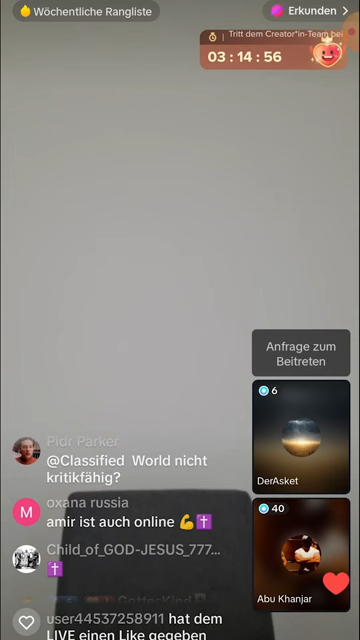 Wöchentliche Rangliste
Erkunden
Tritt dem Creator*in-Team bei
03 : 14 : 56
Anfrage zum
Beitreten
6
DerAsket
Pidr Parker
@Classified World nicht
kritikfähig?
oxana russia
M
amir ist auch online 💪✝️
40
Child_of_GOD-JESUS_777...
✝️
Abu Khanjar
user44537258911 hat dem
LIVE einen Like gegeben